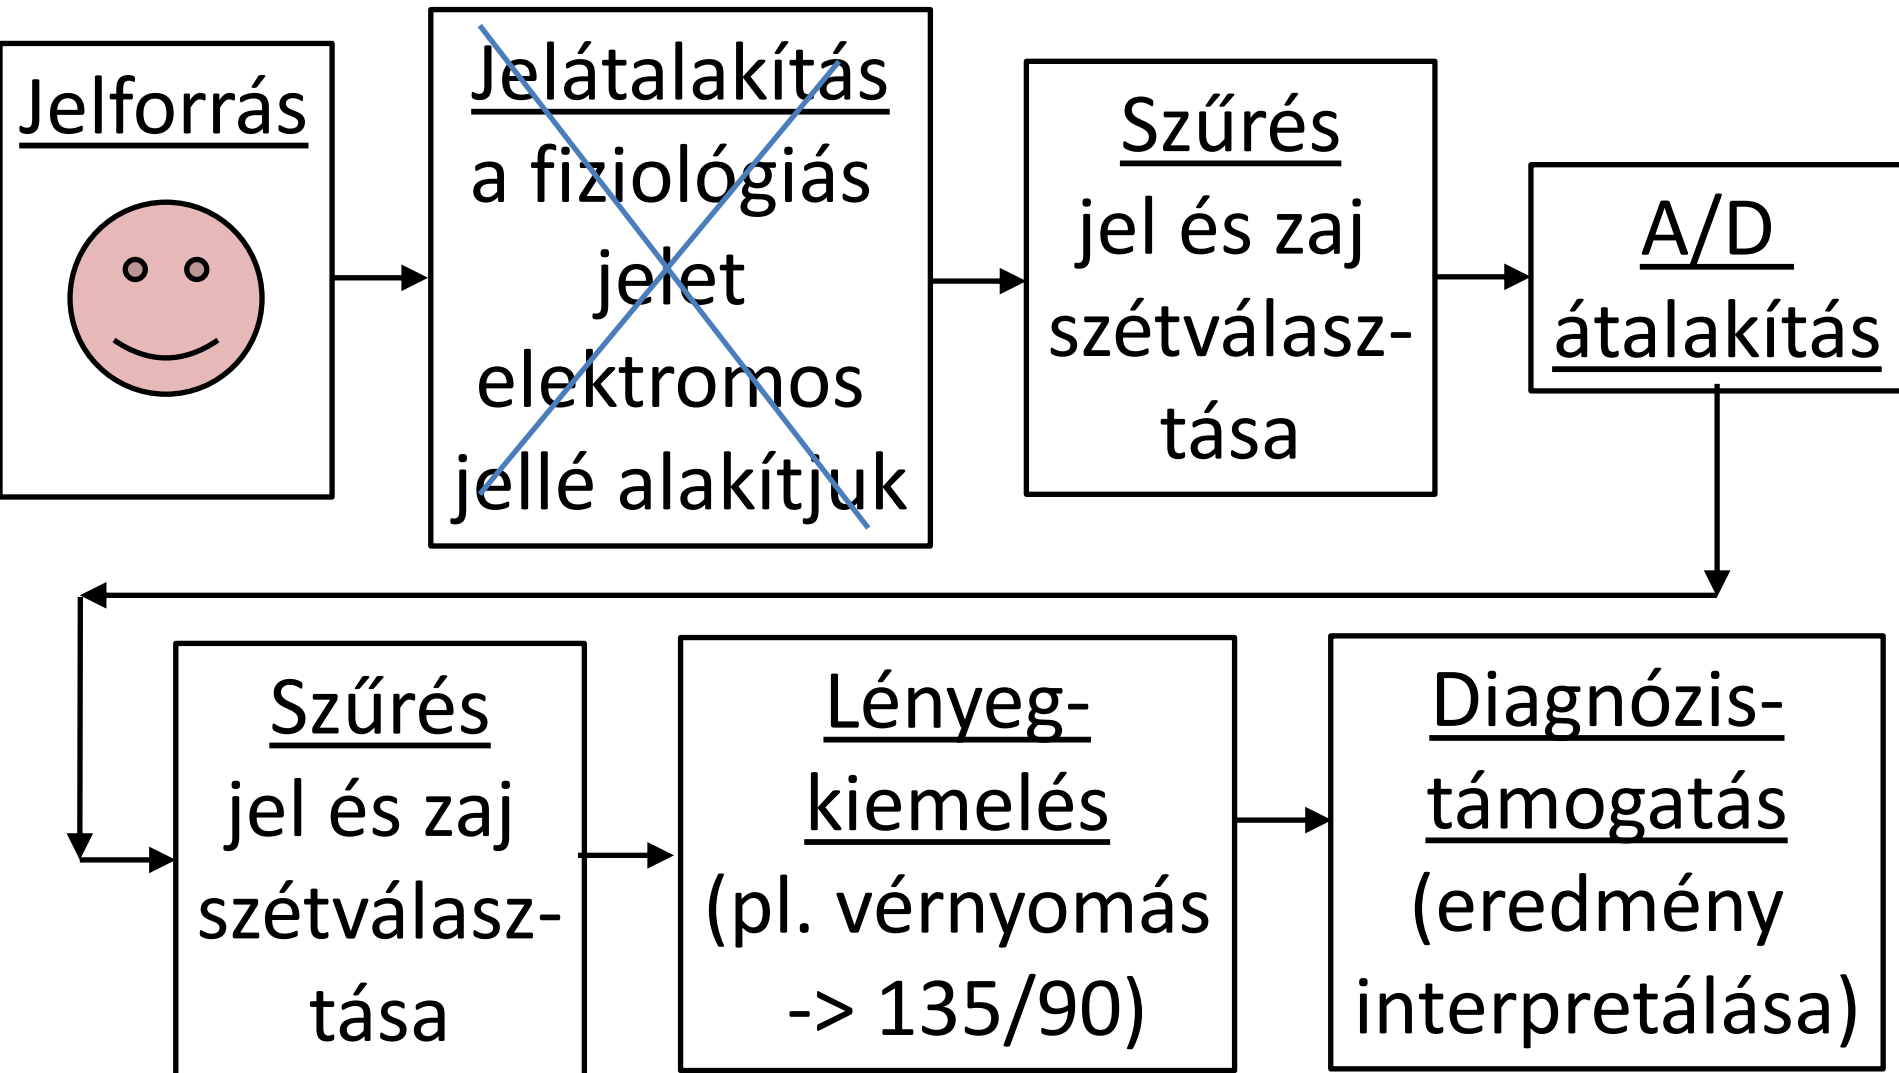 Jelforrás
Jelátalakítás
a fiziológiás
jelet
elektromos
jellé alakítjuk
Szűrés
jel és zaj
szétválasz-
tása
A/D
átalakítás
Szűrés
jel és zaj
szétválasz-
tása
Lényeg-
kiemelés
(pl. vérnyomás
-> 135/90)
Diagnózis-
támogatás
(eredmény
interpretálása)